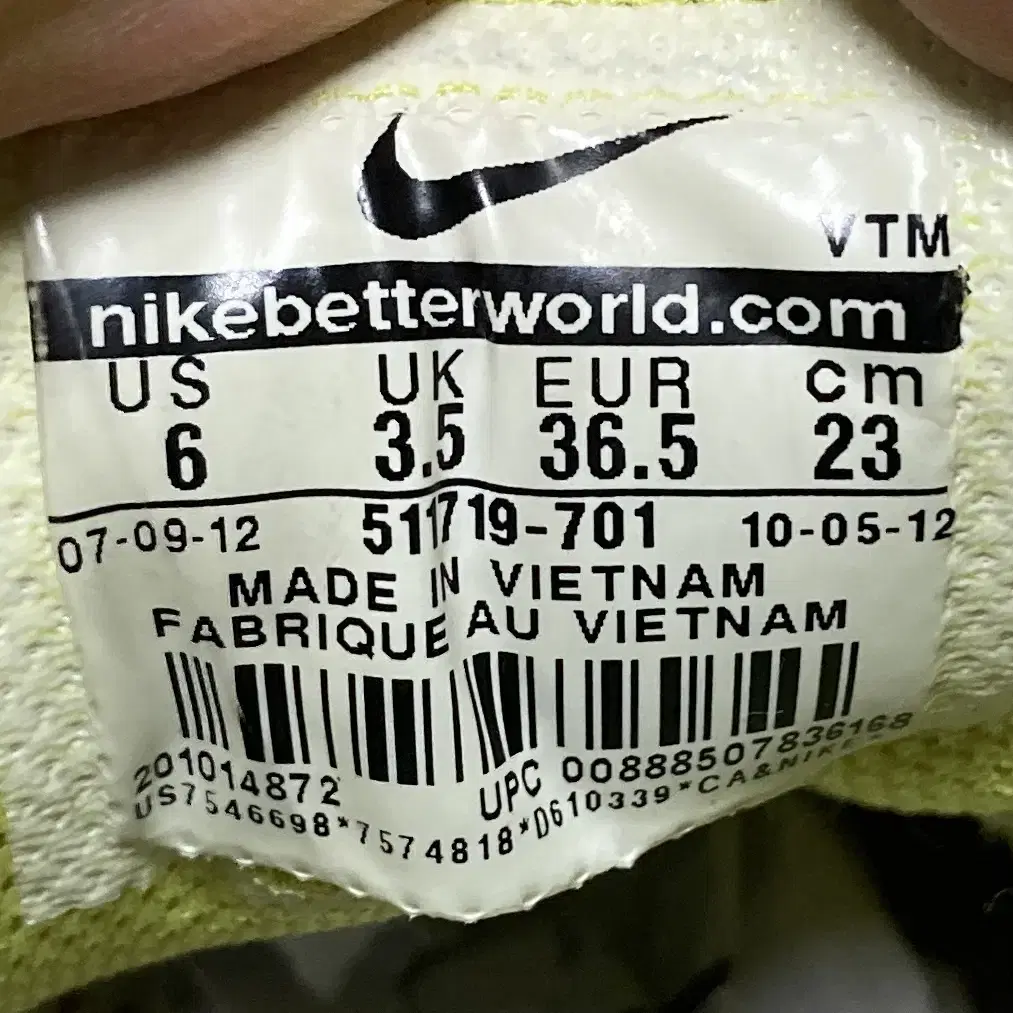 VTM
nikebetterworld.com
US UK EUR cm
6 3.5 36.5 23
07-09-12 511719-701 10-05-12
MADE IN VIETNAM
FABRIQUE AU VIETNAM
201014872 UPC 00888507836168
US7546698*7574818*D610339*CA&NIKE